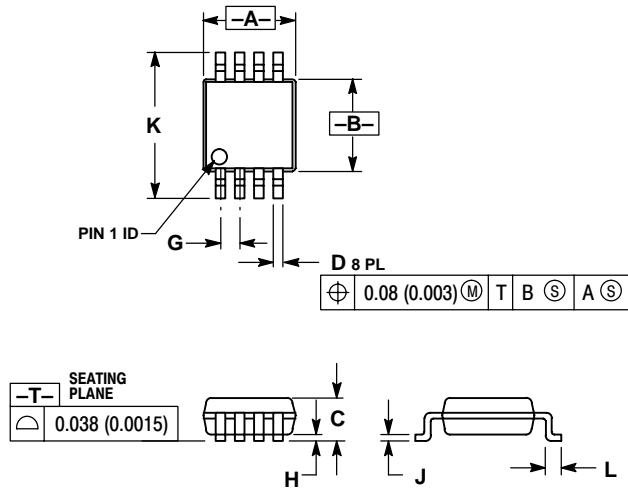 –A–
K
–B–
PIN 1 ID
G
D 8 PL
⌖ 0.08 (0.003) Ⓜ T B Ⓢ A Ⓢ
–T– SEATING
PLANE
⌓ 0.038 (0.0015)
C
H
J
L